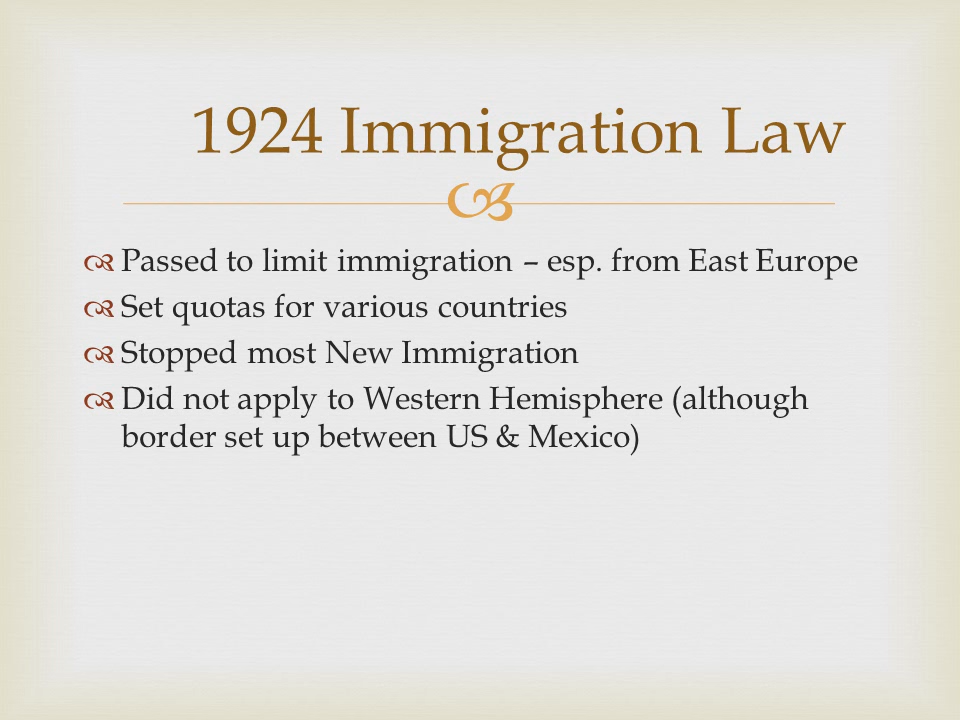 1924 Immigration Law
Passed to limit immigration – esp. from East Europe
Set quotas for various countries
Stopped most New Immigration
Did not apply to Western Hemisphere (although
border set up between US & Mexico)